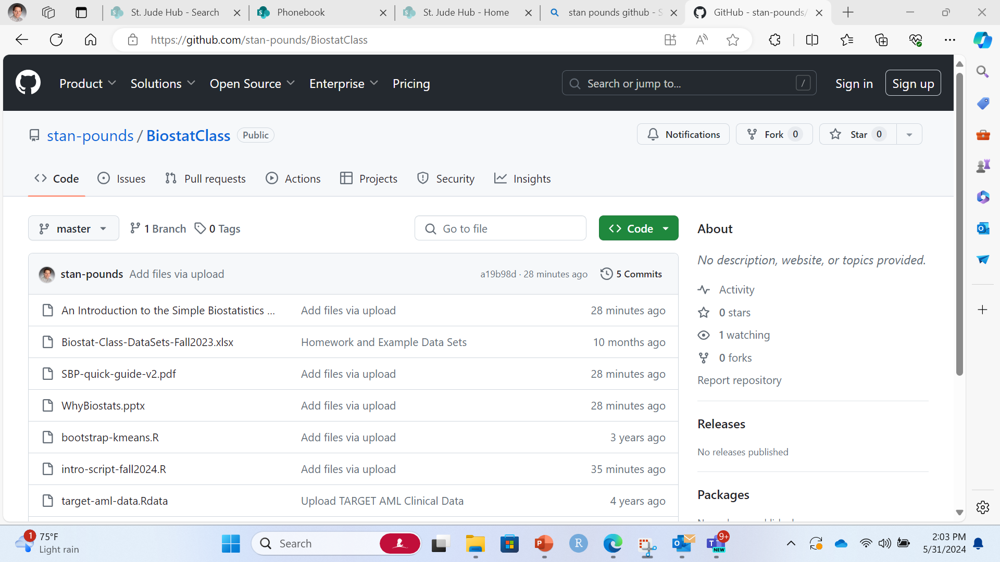 St. Jude Hub - Search
Phonebook
St. Jude Hub - Home
stan pounds github - S
GitHub - stan-pounds/
https://github.com/stan-pounds/BiostatClass
Product
Solutions
Open Source
Enterprise
Pricing
Search or jump to...
/
Sign in
Sign up
stan-pounds / BiostatClass
Public
Notifications
Fork 0
Star 0
Code
Issues
Pull requests
Actions
Projects
Security
Insights
master
1 Branch
0 Tags
Go to file
Code
stan-pounds Add files via upload
a19b98d · 28 minutes ago
5 Commits
An Introduction to the Simple Biostatistics ... Add files via upload 28 minutes ago
Biostat-Class-DataSets-Fall2023.xlsx Homework and Example Data Sets 10 months ago
SBP-quick-guide-v2.pdf Add files via upload 28 minutes ago
WhyBiostats.pptx Add files via upload 28 minutes ago
bootstrap-kmeans.R Add files via upload 3 years ago
intro-script-fall2024.R Add files via upload 35 minutes ago
target-aml-data.Rdata Upload TARGET AML Clinical Data 4 years ago
About
No description, website, or topics provided.
Activity
0 stars
1 watching
0 forks
Report repository
Releases
No releases published
Packages
1
75°F
Light rain
Search
P
R
O
T
NEW
9+
2:03 PM
5/31/2024